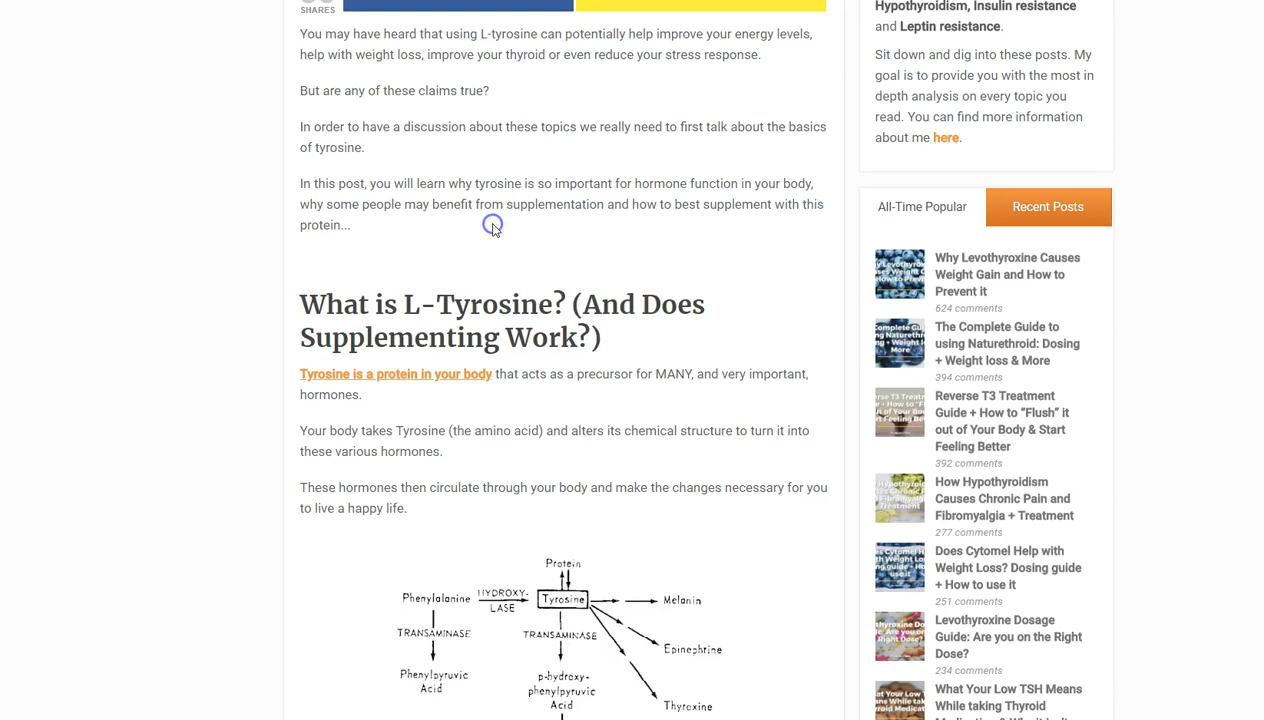 SHARES
You may have heard that using L-tyrosine can potentially help improve your energy levels,
help with weight loss, improve your thyroid or even reduce your stress response.
But are any of these claims true?
In order to have a discussion about these topics we really need to first talk about the basics
of tyrosine.
In this post, you will learn why tyrosine is so important for hormone function in your body,
why some people may benefit from supplementation and how to best supplement with this
protein...
What is L-Tyrosine? (And Does
Supplementing Work?)
Tyrosine is a protein in your body that acts as a precursor for MANY, and very important,
hormones.
Your body takes Tyrosine (the amino acid) and alters its chemical structure to turn it into
these various hormones.
These hormones then circulate through your body and make the changes necessary for you
to live a happy life.
Protein
Phenylalanine
HYDROXY-
LASE
Tyrosine
Melanin
TRANSAMINASE
TRANSAMINASE
Epinephrine
Phenylpyruvic
Acid
p-hydroxy-
phenylpyruvic
Acid
Thyroxine
Hypothyroidism, Insulin resistance
and Leptin resistance.
Sit down and dig into these posts. My
goal is to provide you with the most in
depth analysis on every topic you
read. You can find more information
about me here.
All-Time Popular
Recent Posts
Why Levothyroxine Causes
Weight Gain and How to
Prevent it
624 comments
The Complete Guide to
using Naturethroid: Dosing
+ Weight loss & More
394 comments
Reverse T3 Treatment
Guide + How to “Flush” it
out of Your Body & Start
Feeling Better
392 comments
How Hypothyroidism
Causes Chronic Pain and
Fibromyalgia + Treatment
277 comments
Does Cytomel Help with
Weight Loss? Dosing guide
+ How to use it
251 comments
Levothyroxine Dosage
Guide: Are you on the Right
Dose?
234 comments
What Your Low TSH Means
While taking Thyroid